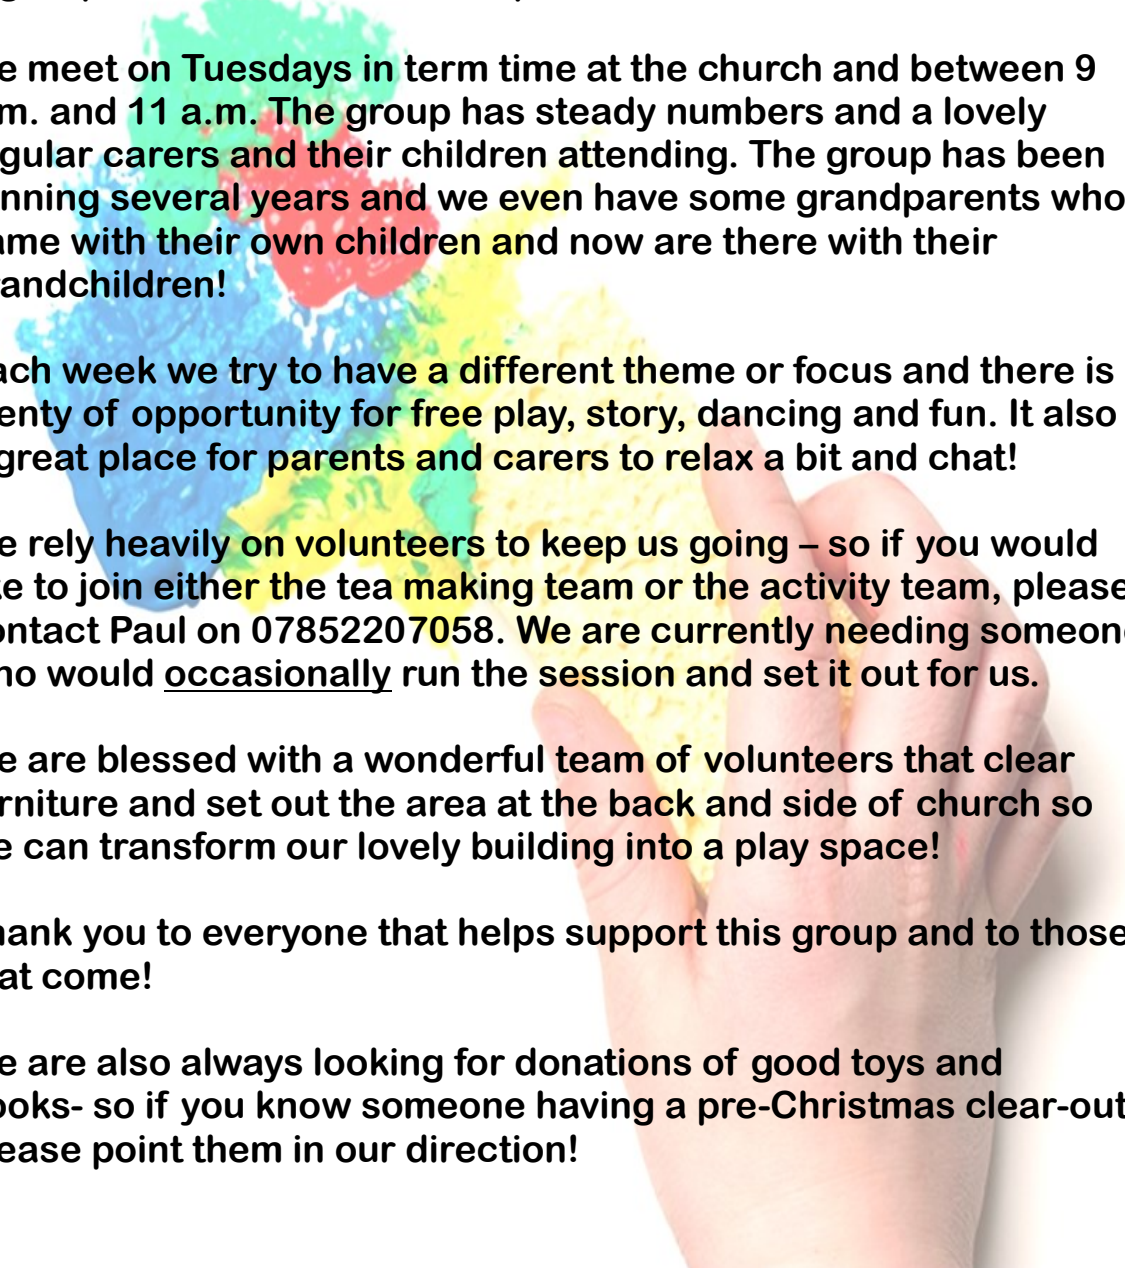 e meet on Tuesdays in term time at the church and between 9
m. and 11 a.m. The group has steady numbers and a lovely
gular carers and their children attending. The group has been
nning several years and we even have some grandparents who
ame with their own children and now are there with their
andchildren!
ach week we try to have a different theme or focus and there is
enty of opportunity for free play, story, dancing and fun. It also
great place for parents and carers to relax a bit and chat!
e rely heavily on volunteers to keep us going – so if you would
e to join either the tea making team or the activity team, please
ontact Paul on 07852207058. We are currently needing someon
ho would occasionally run the session and set it out for us.
e are blessed with a wonderful team of volunteers that clear
rniture and set out the area at the back and side of church so
e can transform our lovely building into a play space!
hank you to everyone that helps support this group and to those
at come!
e are also always looking for donations of good toys and
ooks- so if you know someone having a pre-Christmas clear-out
ease point them in our direction!